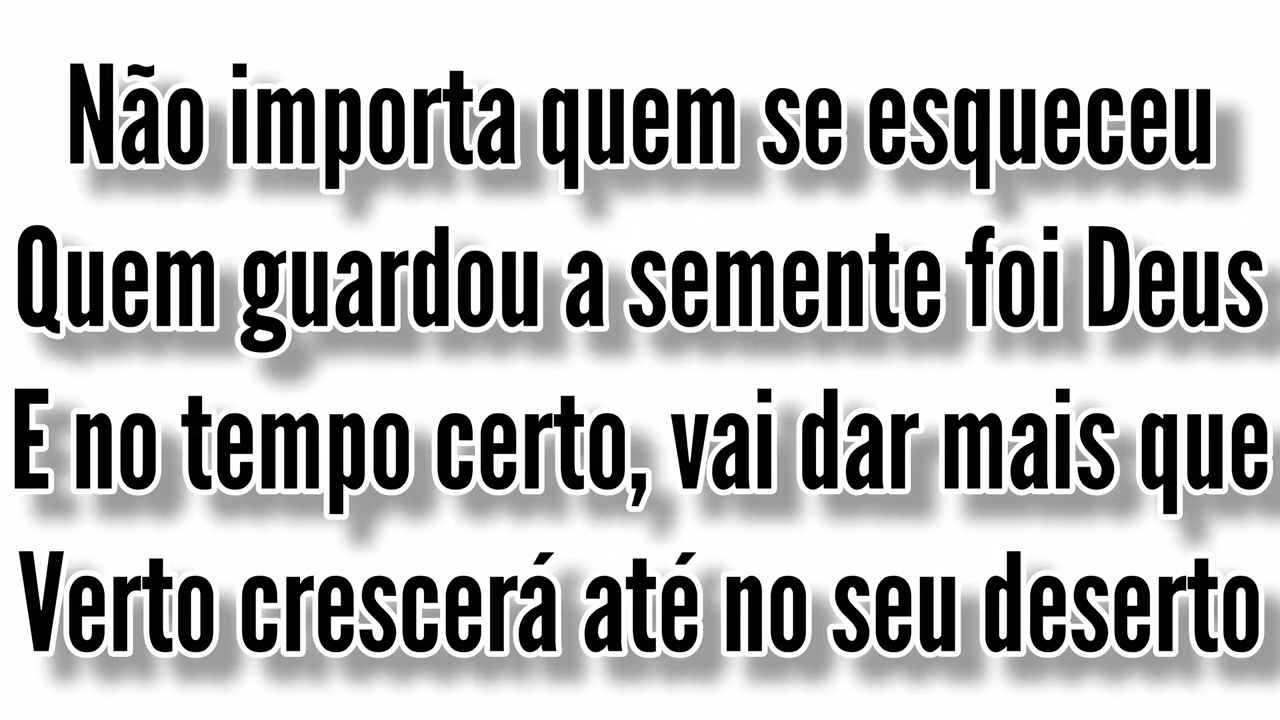 Não importa quem se esqueceu
Quem guardou a semente foi Deus
E no tempo certo, vai dar mais que
Verto crescerá até no seu deserto